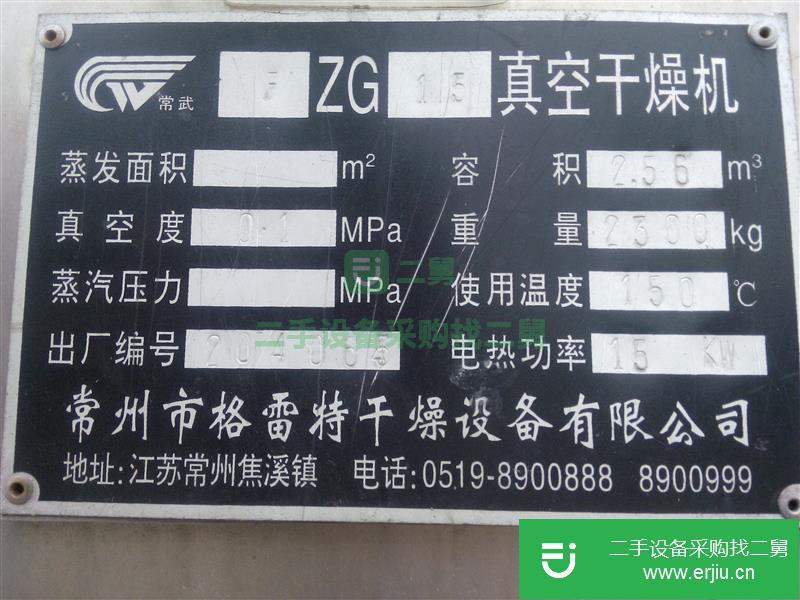 常武 F ZG 15 真空干燥机
蒸发面积 m² 容积 2.56 m³
真空度 0.1 MPa 重量 2300 kg
蒸汽压力 MPa 使用温度 150 ℃
出厂编号 电热功率 15 KW
常州市格雷特干燥设备有限公司
地址:江苏常州焦溪镇 电话:0519-8900888 8900999
二舅
二手设备采购找二舅
二手设备采购找二舅
www.erjiu.cn